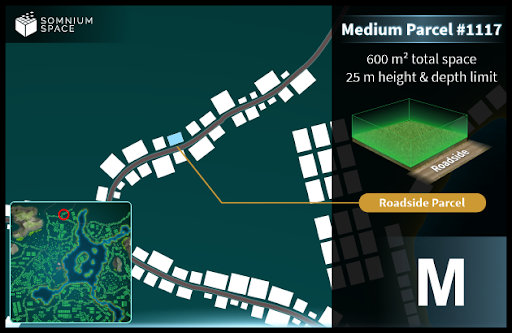 SOMNIUM
SPACE
Medium Parcel #1117
600 m² total space
25 m height & depth limit
Roadside
Roadside Parcel
M